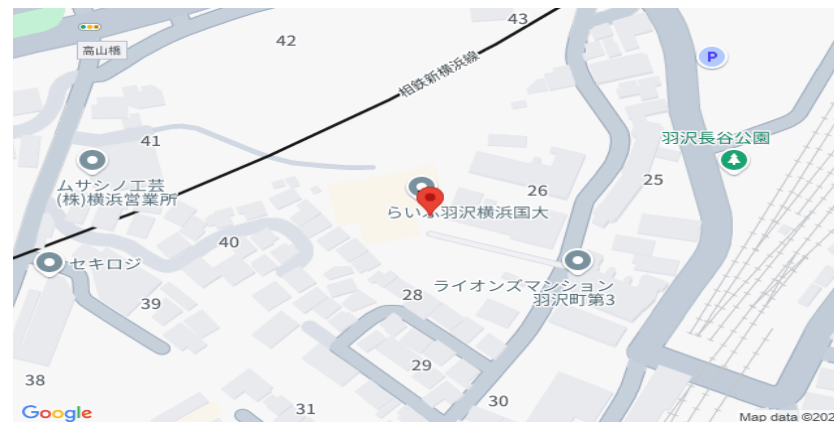 43
42
高山橋
P
相鉄新横浜線
羽沢長谷公園
41
ムサシノ工芸
(株)横浜営業所
26
25
らいふ羽沢横浜国大
40
セキロジ
ライオンズマンション
羽沢町第3
39
28
29
38
31
30
Google
Map data ©202